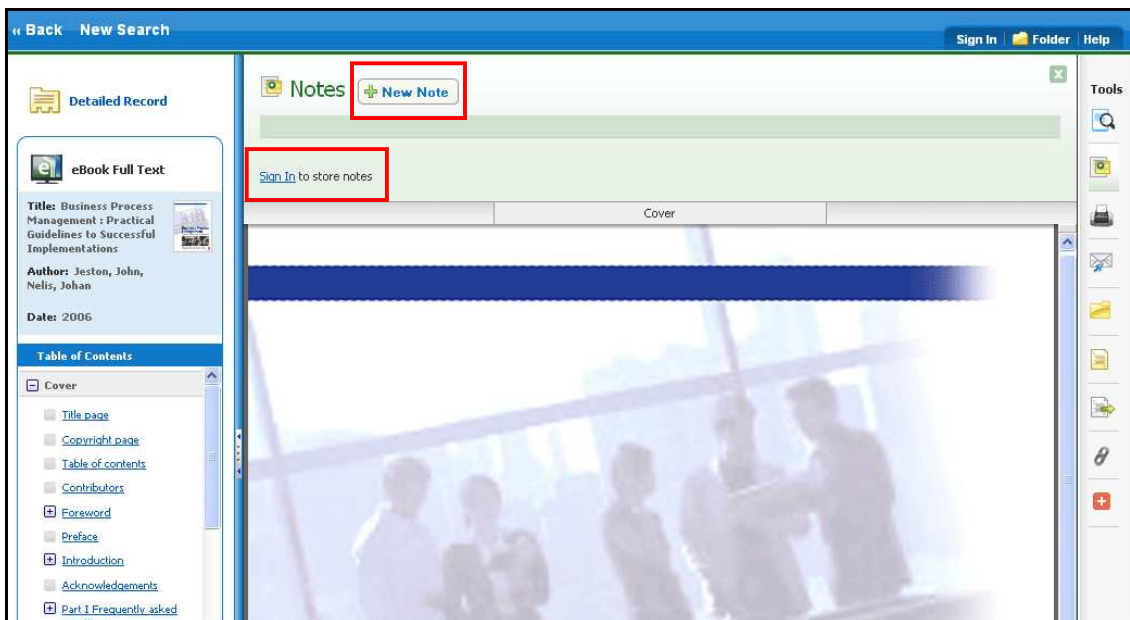 « Back New Search
Sign In Folder Help
Detailed Record
eBook Full Text
Title: Business Process
Management : Practical
Guidelines to Successful
Implementations
Author: Jeston, John,
Nelis, Johan
Date: 2006
Table of Contents
Cover
Title page
Copyright page
Table of contents
Contributors
Foreword
Preface
Introduction
Acknowledgements
Part I Frequently asked
Notes New Note
Sign In to store notes
Cover
Tools